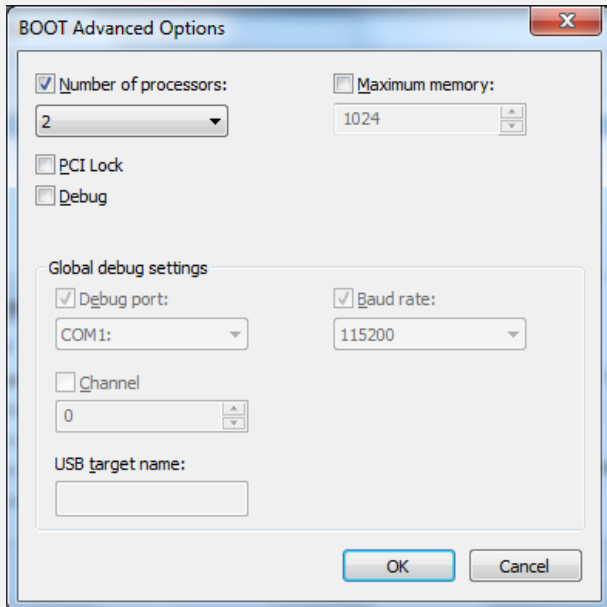 BOOT Advanced Options
Number of processors:
Maximum memory:
2
1024
PCI Lock
Debug
Global debug settings
Debug port:
Baud rate:
COM1:
115200
Channel
0
USB target name:
OK
Cancel